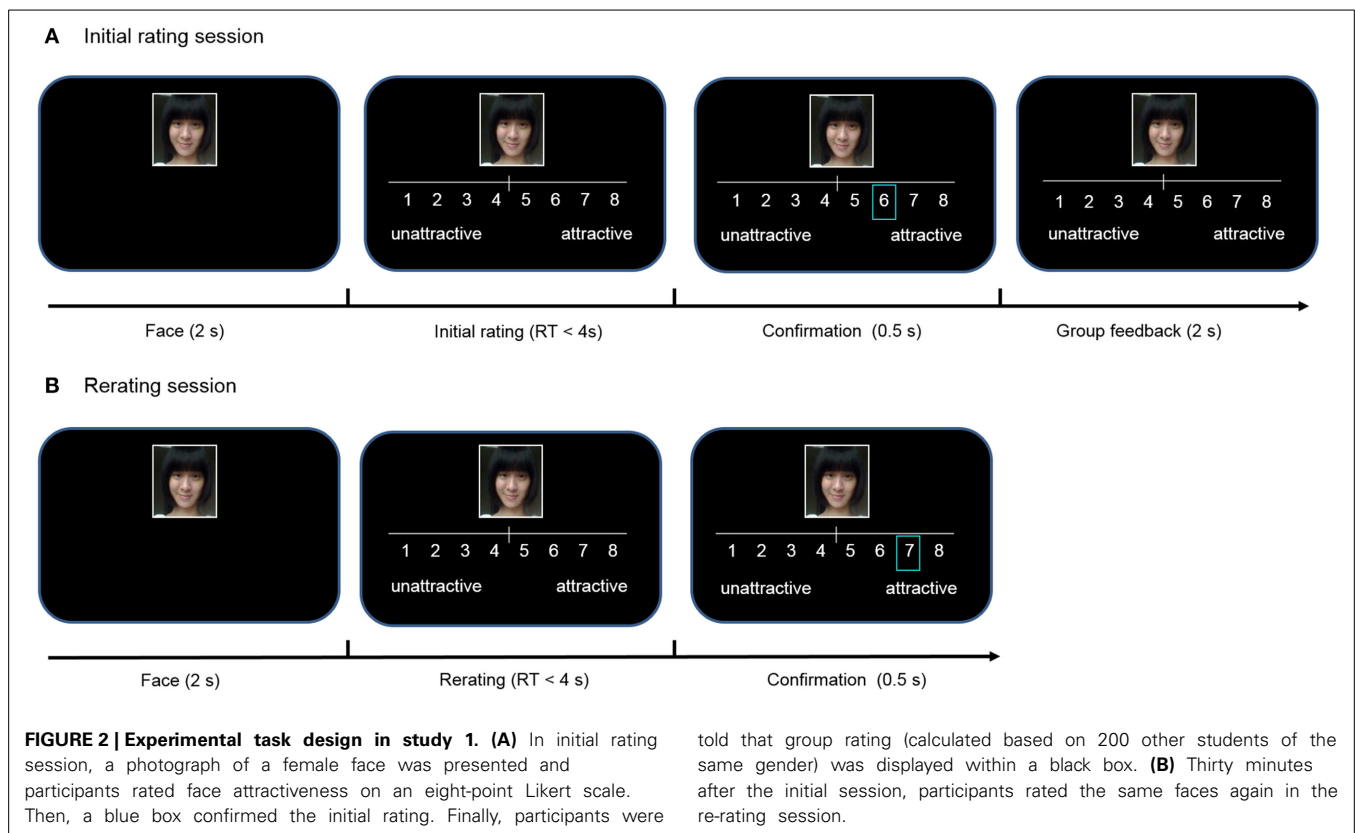 A Initial rating session
1 2 3 4 5 6 7 8
unattractive attractive
1 2 3 4 5 6 7 8
unattractive attractive
1 2 3 4 5 6 7 8
unattractive attractive
Face (2 s)
Initial rating (RT < 4s)
Confirmation (0.5 s)
Group feedback (2 s)
B Rerating session
1 2 3 4 5 6 7 8
unattractive attractive
1 2 3 4 5 6 7 8
unattractive attractive
Face (2 s)
Rerating (RT < 4 s)
Confirmation (0.5 s)
FIGURE 2 | Experimental task design in study 1. (A) In initial rating
session, a photograph of a female face was presented and
participants rated face attractiveness on an eight-point Likert scale.
Then, a blue box confirmed the initial rating. Finally, participants were
told that group rating (calculated based on 200 other students of the
same gender) was displayed within a black box. (B) Thirty minutes
after the initial session, participants rated the same faces again in the
re-rating session.